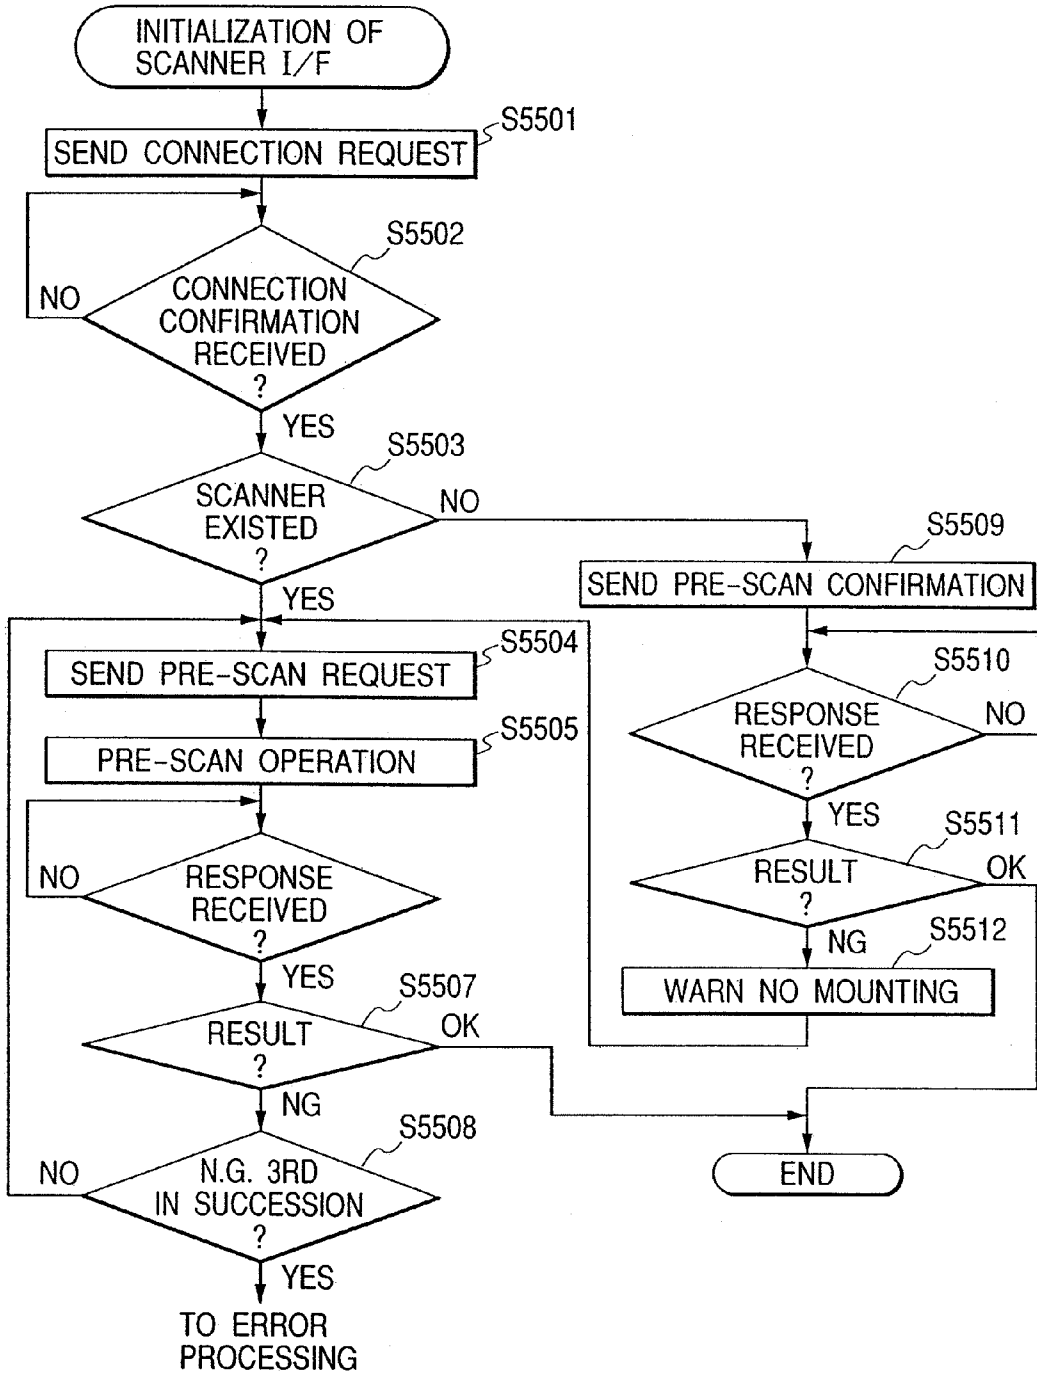 INITIALIZATION OF
SCANNER I/F
S5501
SEND CONNECTION REQUEST
S5502
CONNECTION
CONFIRMATION
RECEIVED
?
NO
YES
S5503
SCANNER
EXISTED
?
NO
YES
S5509
SEND PRE-SCAN CONFIRMATION
S5504
SEND PRE-SCAN REQUEST
S5510
RESPONSE
RECEIVED
?
NO
YES
S5505
PRE-SCAN OPERATION
S5511
RESULT
?
OK
NG
RESPONSE
RECEIVED
?
NO
YES
S5512
WARN NO MOUNTING
S5507
RESULT
?
OK
NG
S5508
N.G. 3RD
IN SUCCESSION
?
NO
YES
END
TO ERROR
PROCESSING